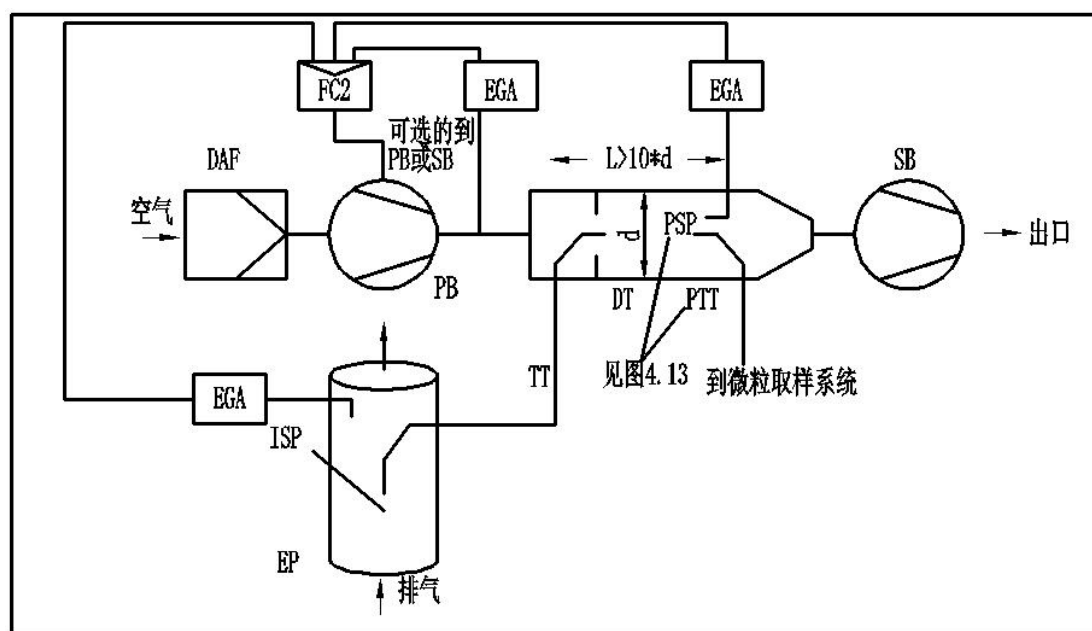 FC2
EGA
EGA
可选的到
PB或SB
DAF
L>10*d
SB
空气
d
PSP
出口
PB
DT
PTT
TT
见图4.13
到微粒取样系统
EGA
ISP
EP
排气